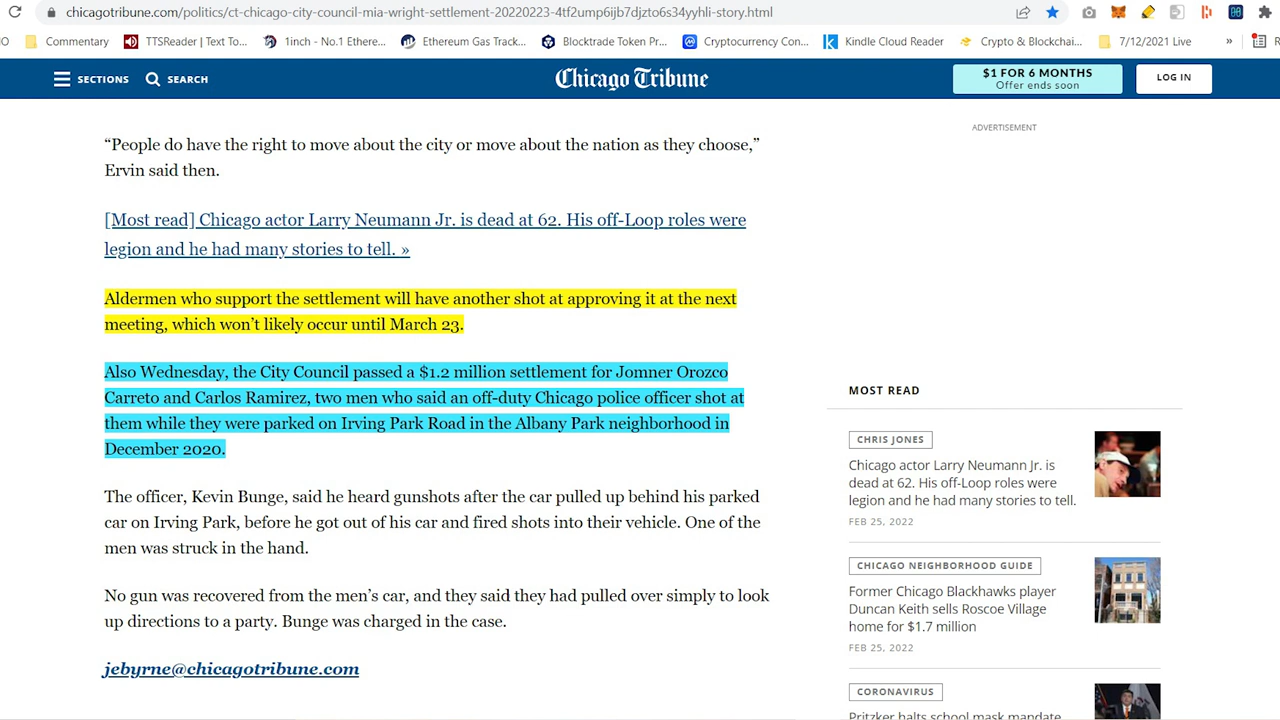 chicagotribune.com/politics/ct-chicago-city-council-mia-wright-settlement-20220223-4tf2ump6ijb7djzto6s34yyhli-story.html
O Commentary TTSReader | Text To... 1inch - No.1 Ethere... Ethereum Gas Track... Blocktrade Token Pr... Cryptocurrency Con... Kindle Cloud Reader Crypto & Blockchai... 7/12/2021 Live » R
SECTIONS SEARCH Chicago Tribune $1 FOR 6 MONTHS
Offer ends soon
LOG IN
“People do have the right to move about the city or move about the nation as they choose,”
Ervin said then.
[Most read] Chicago actor Larry Neumann Jr. is dead at 62. His off-Loop roles were
legion and he had many stories to tell. »
Aldermen who support the settlement will have another shot at approving it at the next
meeting, which won’t likely occur until March 23.
Also Wednesday, the City Council passed a $1.2 million settlement for Jomner Orozco
Carreto and Carlos Ramirez, two men who said an off-duty Chicago police officer shot at
them while they were parked on Irving Park Road in the Albany Park neighborhood in
December 2020.
The officer, Kevin Bunge, said he heard gunshots after the car pulled up behind his parked
car on Irving Park, before he got out of his car and fired shots into their vehicle. One of the
men was struck in the hand.
No gun was recovered from the men’s car, and they said they had pulled over simply to look
up directions to a party. Bunge was charged in the case.
jebyrne@chicagotribune.com
ADVERTISEMENT
MOST READ
CHRIS JONES
Chicago actor Larry Neumann Jr. is
dead at 62. His off-Loop roles were
legion and he had many stories to tell.
FEB 25, 2022
CHICAGO NEIGHBORHOOD GUIDE
Former Chicago Blackhawks player
Duncan Keith sells Roscoe Village
home for $1.7 million
FEB 25, 2022
CORONAVIRUS
Pritzker halts school mask mandate